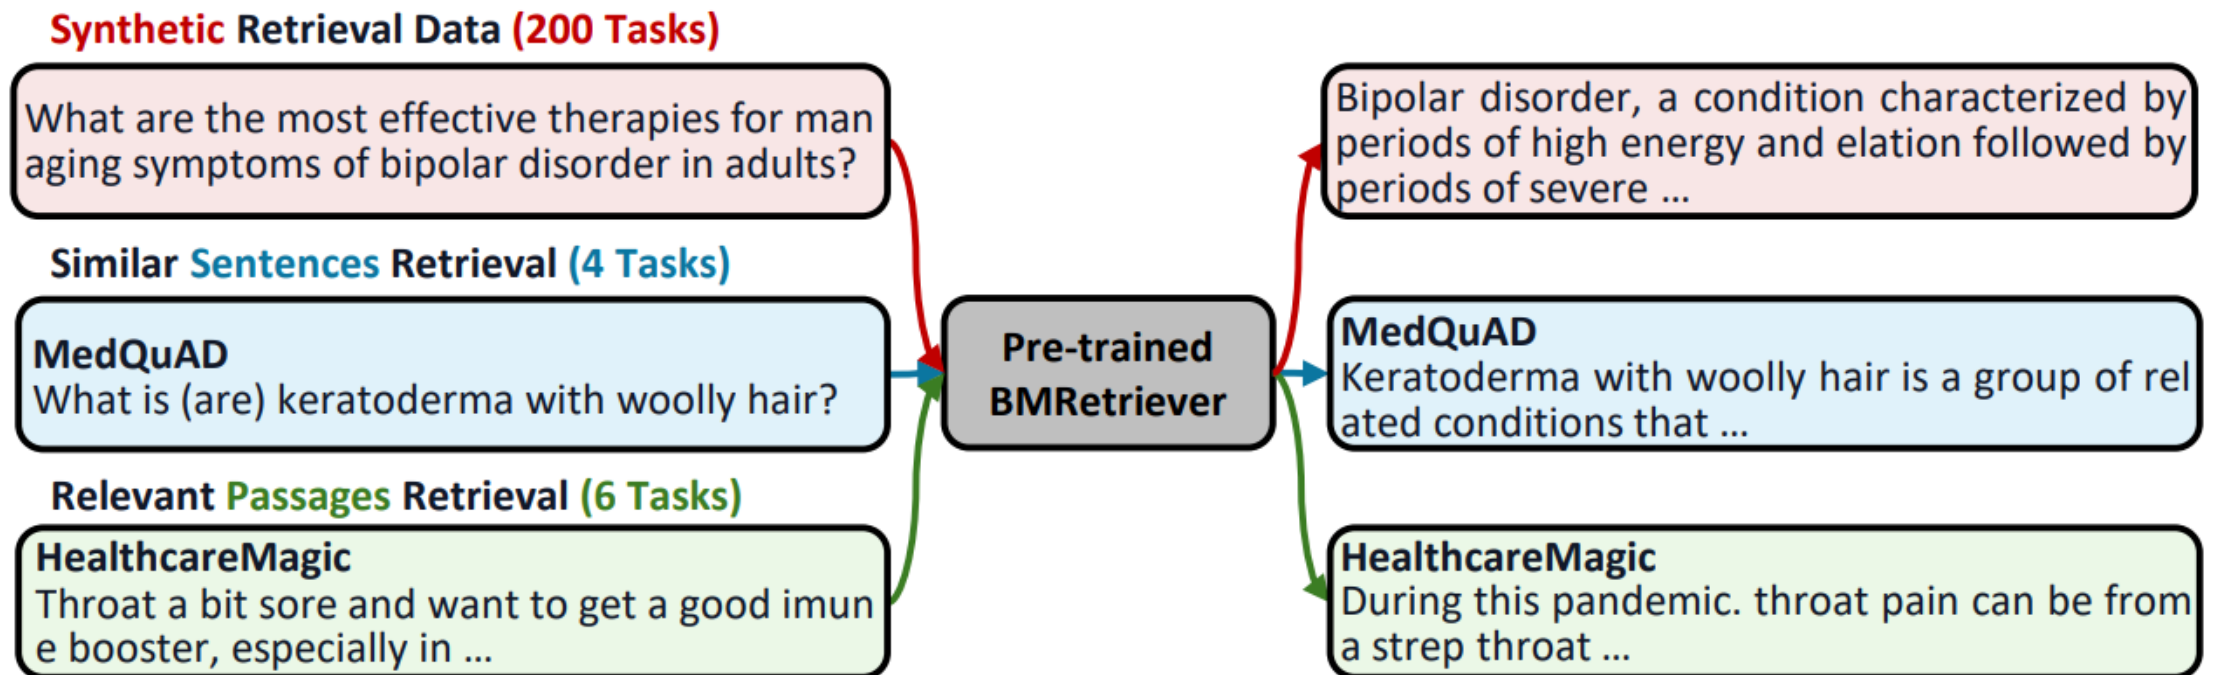 Synthetic Retrieval Data (200 Tasks)
What are the most effective therapies for man
aging symptoms of bipolar disorder in adults?
Bipolar disorder, a condition characterized by
periods of high energy and elation followed by
periods of severe ...
Similar Sentences Retrieval (4 Tasks)
MedQuAD
What is (are) keratoderma with woolly hair?
Pre-trained
BMRetriever
MedQuAD
Keratoderma with woolly hair is a group of rel
ated conditions that ...
Relevant Passages Retrieval (6 Tasks)
HealthcareMagic
Throat a bit sore and want to get a good imun
e booster, especially in ...
HealthcareMagic
During this pandemic. throat pain can be from
a strep throat ...